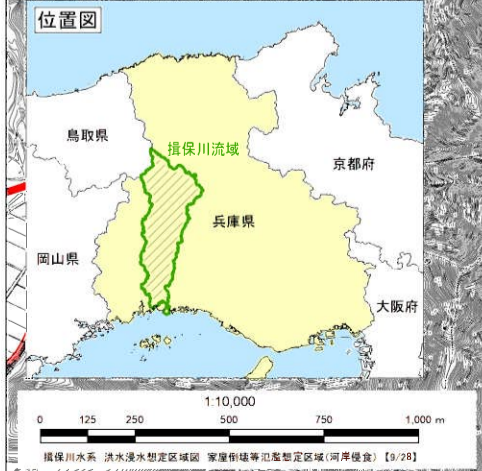 位置図
鳥取県
揖保川流域
京都府
兵庫県
岡山県
大阪府
1:10,000
0 125 250 500 750 1,000 m
揖保川水系 洪水浸水想定区域図 家屋倒壊等氾濫想定区域(河岸侵食)【9/28】